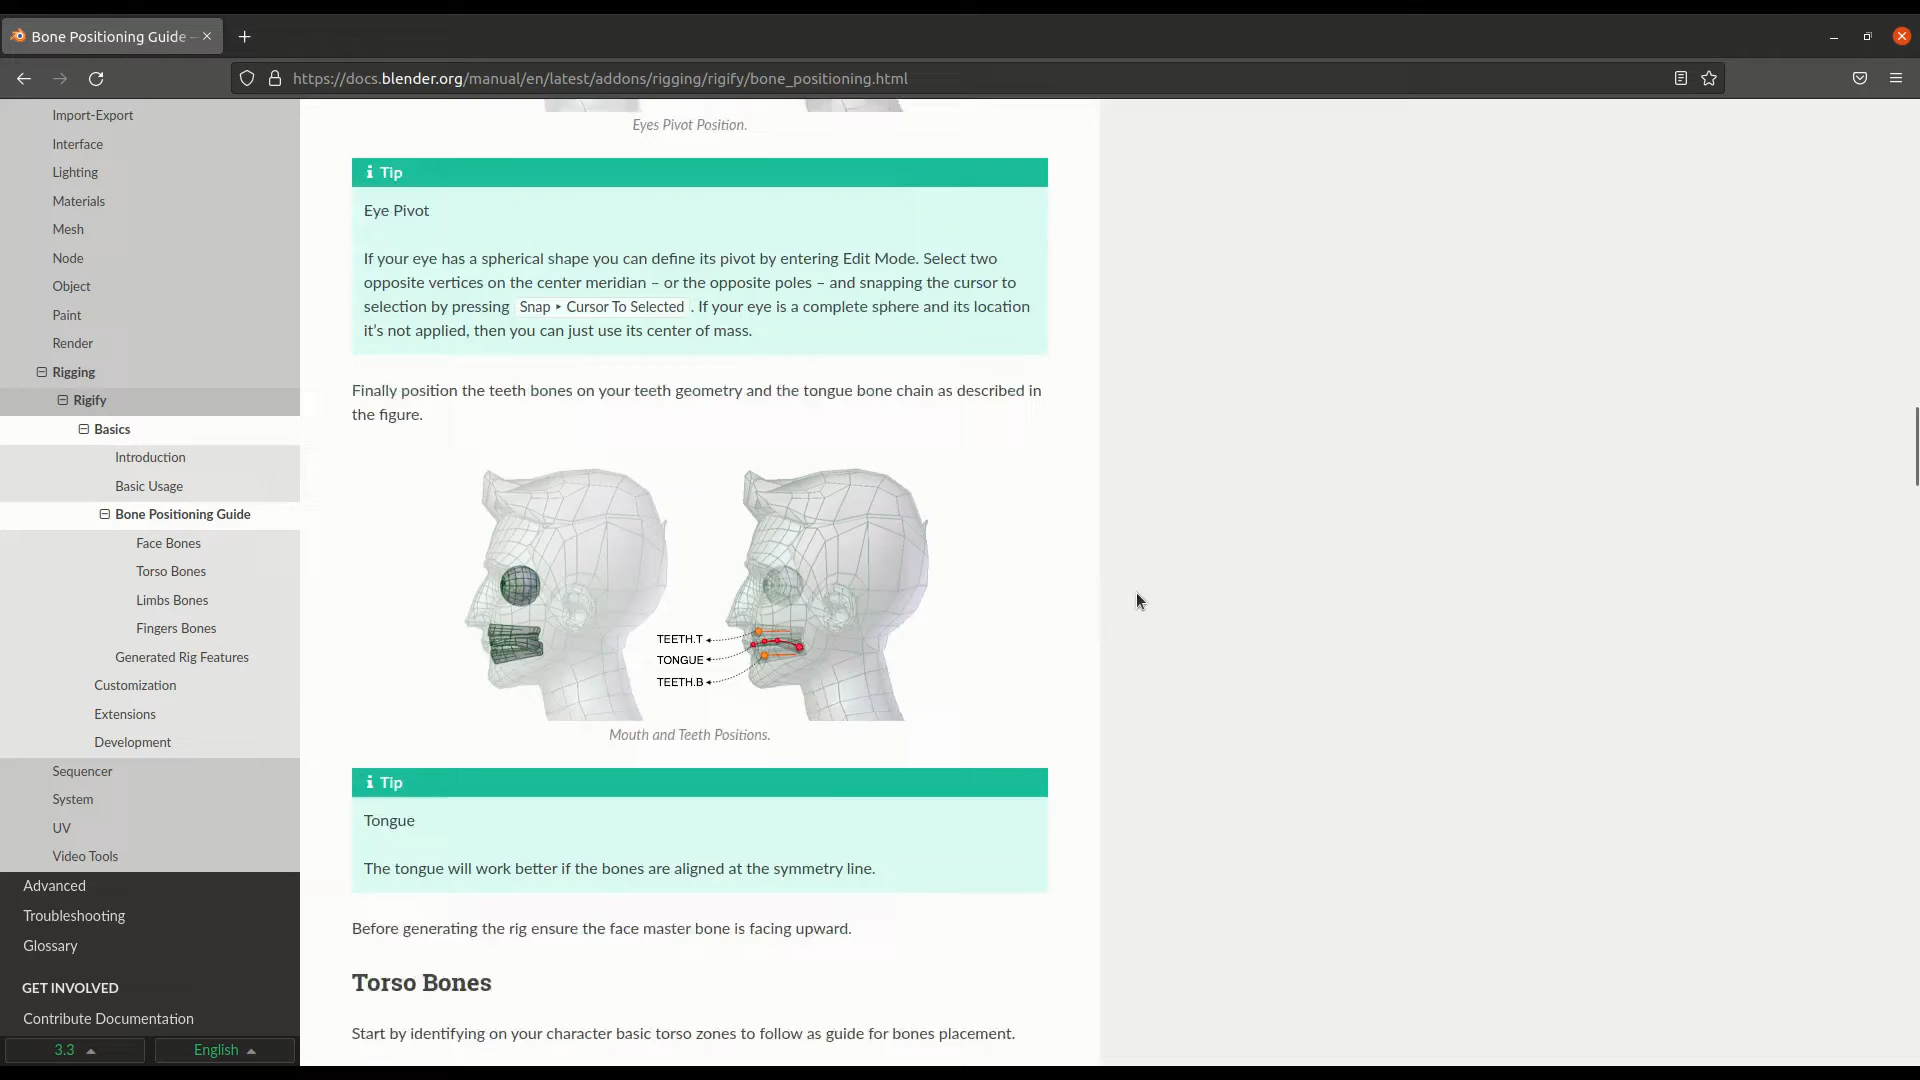 Bone Positioning Guide —
https://docs.blender.org/manual/en/latest/addons/rigging/rigify/bone_positioning.html
Import-Export
Interface
Lighting
Materials
Mesh
Node
Object
Paint
Render
Rigging
Rigify
Basics
Introduction
Basic Usage
Bone Positioning Guide
Face Bones
Torso Bones
Limbs Bones
Fingers Bones
Generated Rig Features
Customization
Extensions
Development
Sequencer
System
UV
Video Tools
Advanced
Troubleshooting
Glossary
GET INVOLVED
Contribute Documentation
3.3
English
Eyes Pivot Position.
Tip
Eye Pivot
If your eye has a spherical shape you can define its pivot by entering Edit Mode. Select two
opposite vertices on the center meridian – or the opposite poles – and snapping the cursor to
selection by pressing Snap ‣ Cursor To Selected . If your eye is a complete sphere and its location
it’s not applied, then you can just use its center of mass.
Finally position the teeth bones on your teeth geometry and the tongue bone chain as described in
the figure.
TEETH.T
TONGUE
TEETH.B
Mouth and Teeth Positions.
Tip
Tongue
The tongue will work better if the bones are aligned at the symmetry line.
Before generating the rig ensure the face master bone is facing upward.
Torso Bones
Start by identifying on your character basic torso zones to follow as guide for bones placement.